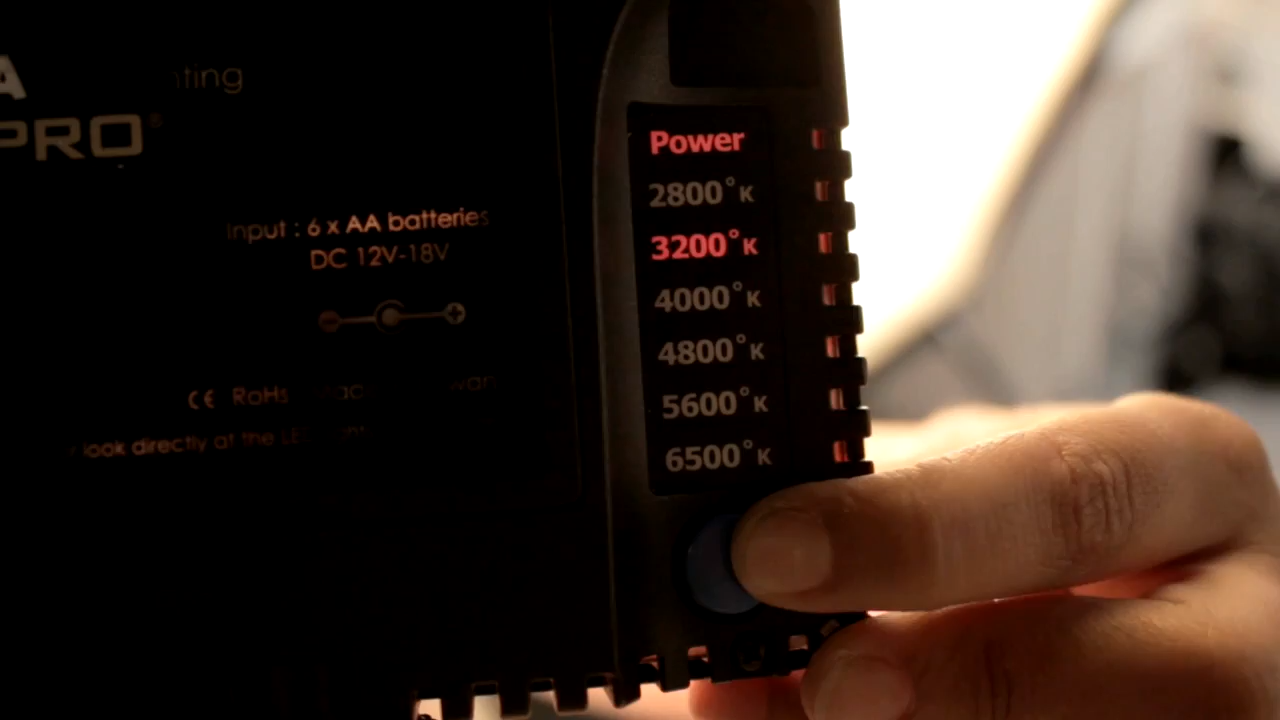 A
nting
PRO®
Input : 6 x AA batteries
DC 12V-18V
CE RoHs
look directly at the LED
Power
2800°K
3200°K
4000°K
4800°K
5600°K
6500°K